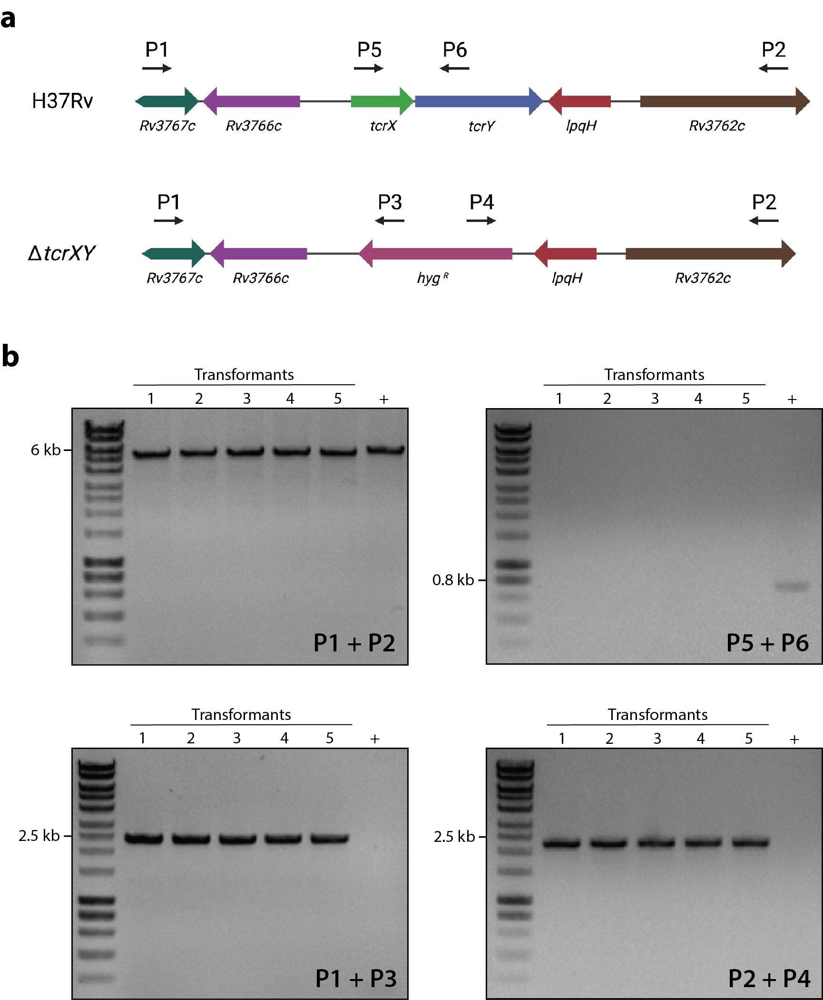 a
P1 P5 P6 P2
H37Rv
Rv3767c Rv3766c tcrX tcrY lpqH Rv3762c
P1 P3 P4 P2
ΔtcrXY
Rv3767c Rv3766c hyg R lpqH Rv3762c
b
Transformants
1 2 3 4 5 +
6 kb
P1 + P2
Transformants
1 2 3 4 5 +
0.8 kb
P5 + P6
Transformants
1 2 3 4 5 +
2.5 kb
P1 + P3
Transformants
1 2 3 4 5 +
2.5 kb
P2 + P4